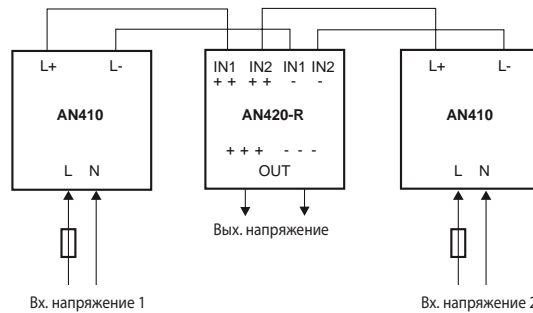 L+ L- IN1 IN2 IN1 IN2 L+ L-
+ + + + - -
AN410 AN420-R AN410
+ + + - - -
L N OUT L N
Вых. напряжение
Вх. напряжение 1 Вх. напряжение 2